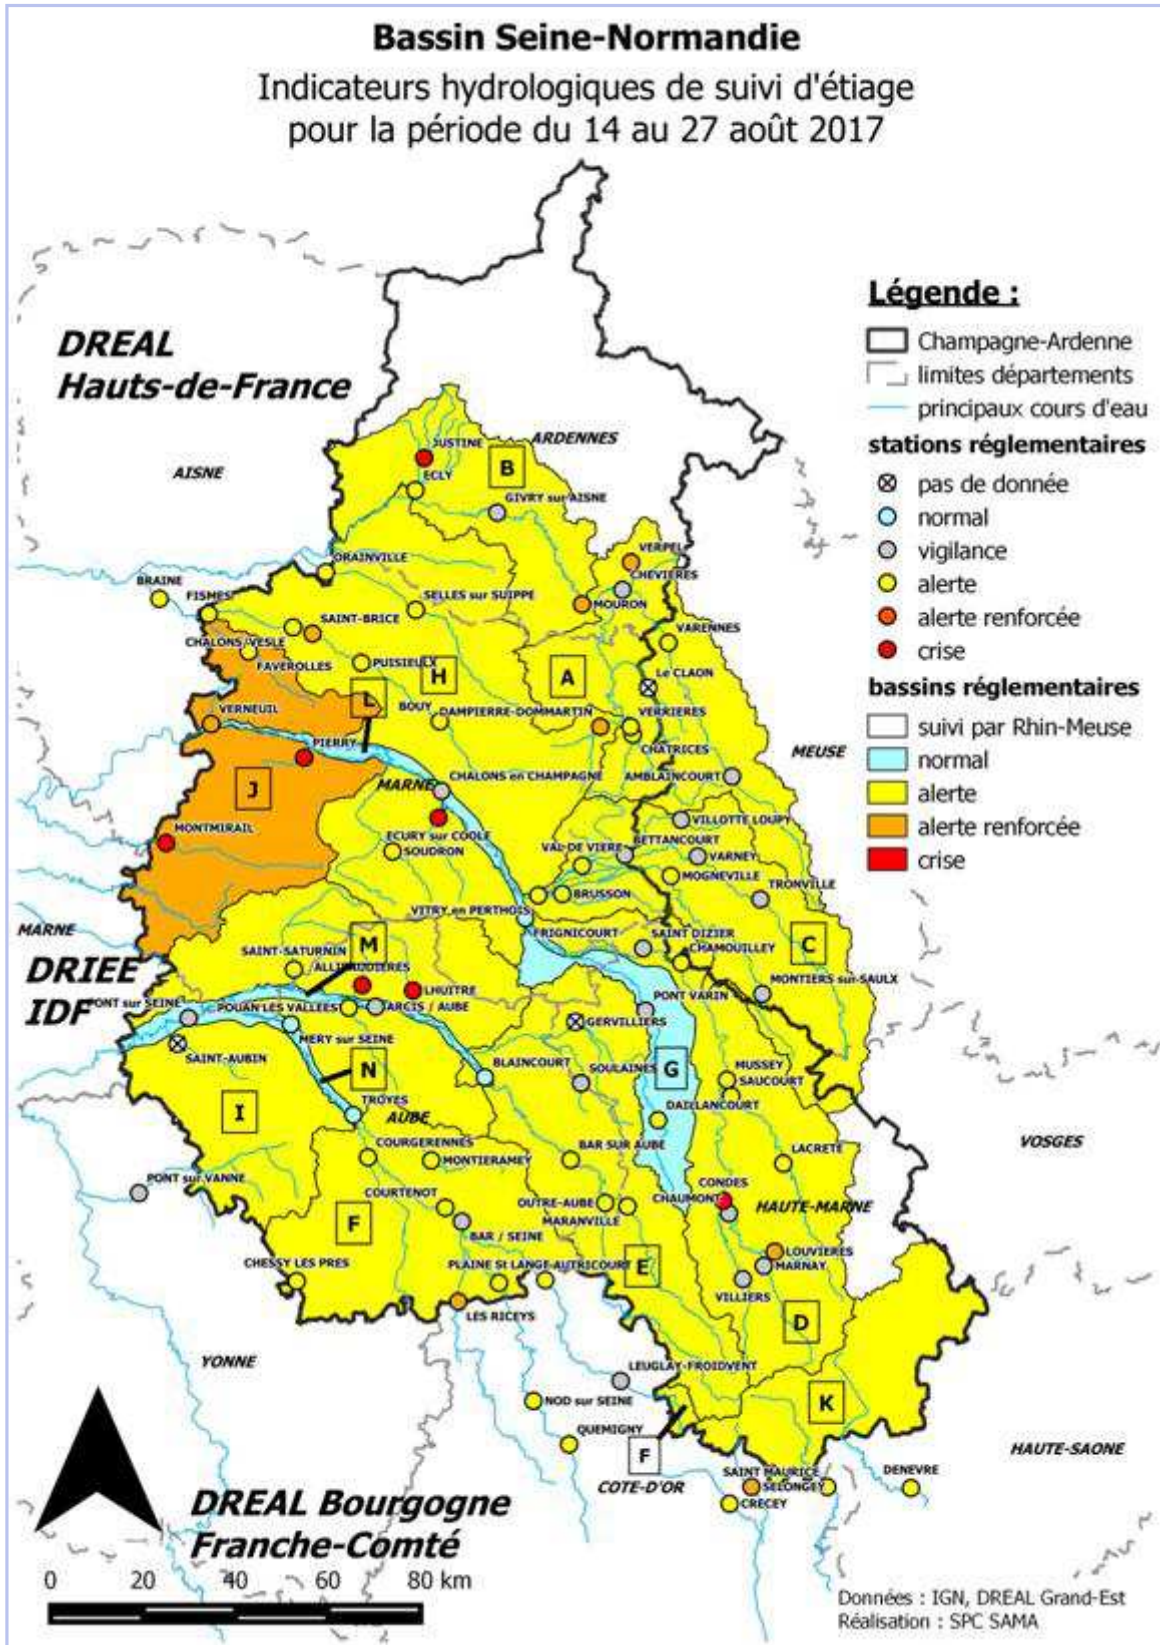 Bassin Seine-Normandie
Indicateurs hydrologiques de suivi d'étiage
pour la période du 14 au 27 août 2017
Légende :
Champagne-Ardenne
limites départements
principaux cours d'eau
stations réglementaires
pas de donnée
normal
vigilance
alerte
alerte renforcée
crise
bassins réglementaires
suivi par Rhin-Meuse
normal
alerte
alerte renforcée
crise
DREAL
Hauts-de-France
AISNE
ARDENNES
JUSTINE
B
ECLY
GIVRY sur AISNE
VERPEL
ORAINVILLE
CHEVIERES
BRAINE
FISMES
SELLES sur SUIPPE
MOURON
SAINT-BRICE
VARENNES
CHALONS/VESLE
FAVEROLLES
PUISIEULX
H
A
Le CLAON
L
VERNEUIL
BOUY
DAMPIERRE-DOMMARTIN
VERRIERES
PIERRY
CHATRICES
MEUSE
J
MARNE
CHALONS en CHAMPAGNE
AMBLAINCOURT
MONTMIRAIL
ECURY sur COOLE
VILLOTTE LOUPY
SOUDRON
BETTANCOURT
VAL DE VIERE
VARNEY
MOGNEVILLE
BRUSSON
TRONVILLE
VITRY en PERTHOIS
MARNE
FRIGNICOURT
SAINT DIZIER
CHAMOUILLEY
C
M
SAINT-SATURNIN
DRIEE
IDF
ALLIBAUDIERES
LHUITRE
MONTIERS sur SAULX
PONT sur SEINE
POUAN LES VALLEES
ARCIS / AUBE
PONT VARIN
GERVILLIERS
MERY sur SEINE
SAINT-AUBIN
BLAINCOURT
SOULAINES
MUSSEY
SAUCOURT
N
G
I
TROYES
AUBE
DAILLANCOURT
COURGERENNES
BAR SUR AUBE
LACRETE
VOSGES
MONTIERAMEY
PONT sur VANNE
COURTENOT
OUTRE-AUBE
CONDES
CHAUMONT
HAUTE-MARNE
F
MARANVILLE
BAR / SEINE
LOUVIERES
CHESSY LES PRES
PLAINE St LANGE
AUTRICOURT
E
MARNAY
VILLIERS
LES RICEYS
D
YONNE
LEUGLAY-FROIDVENT
NOD sur SEINE
K
QUEMIGNY
F
HAUTE-SAONE
COTE-D'OR
SAINT MAURICE
SELONGEY
DENEVRE
CRECEY
DREAL Bourgogne
Franche-Comté
0 20 40 60 80 km
Données : IGN, DREAL Grand-Est
Réalisation : SPC SAMA